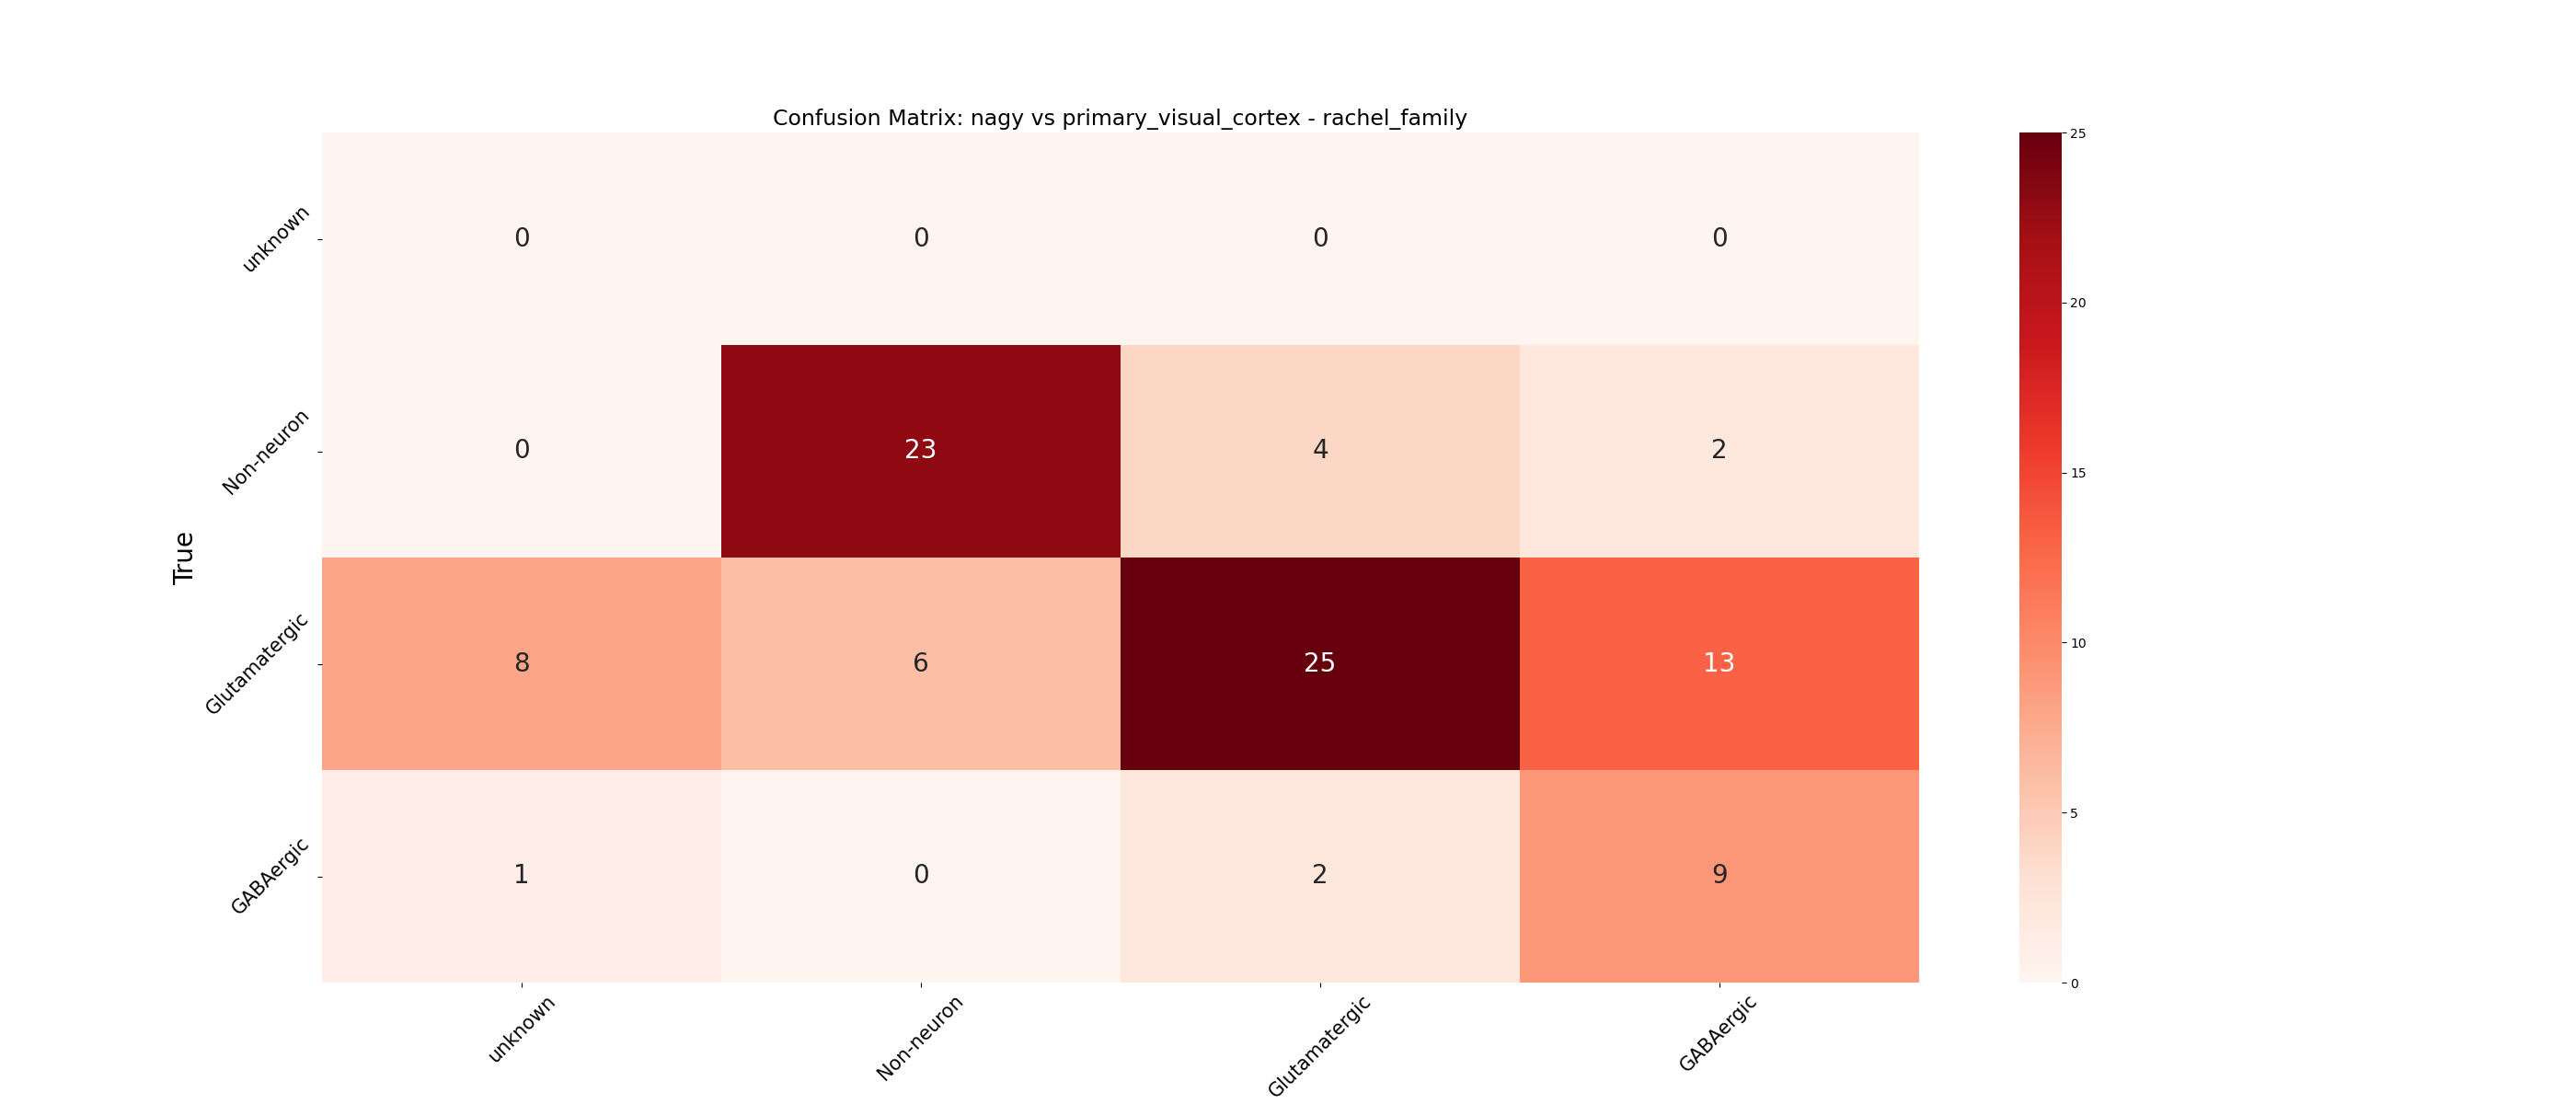 Confusion Matrix: nagy vs primary_visual_cortex - rachel_family
True
unknown 0 0 0 0
Non-neuron 0 23 4 2
Glutamatergic 8 6 25 13
GABAergic 1 0 2 9
unknown Non-neuron Glutamatergic GABAergic
25
20
15
10
5
0